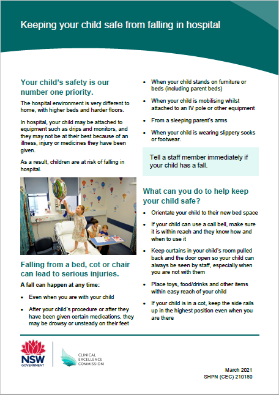 Keeping your child safe from falling in hospital
Your child's safety is our
number one priority.
The hospital environment is very different to
home, with higher beds and harder floors.
In hospital, your child may be attached to
equipment such as drips and monitors, and
they may not be at their best because of an
illness, injury or medicines they have been
given.
As a result, children are at risk of falling in
hospital.
Falling from a bed, cot or chair
can lead to serious injuries.
A fall can happen at any time:
• Even when you are with your child
• After your child's procedure or after they
have been given certain medications, they
may be drowsy or unsteady on their feet
• When your child stands on furniture or
beds (including parent beds)
• When your child is mobilising whilst
attached to an IV pole or other equipment
• From a sleeping parent's arms
• When your child is wearing slippery socks
or footwear.
Tell a staff member immediately if
your child has a fall.
What can you do to help keep
your child safe?
• Orientate your child to their new bed space
• If your child can use a call bell, make sure
it is within reach and they know how and
when to use it
• Keep curtains in your child's room pulled
back and the door open so your child can
always be seen by staff, especially when
you are not with them
• Place toys, food/drinks and other items
within easy reach of your child
• If your child is in a cot, keep the side rails
up in the highest position even when you
are there
NSW
GOVERNMENT
CLINICAL
EXCELLENCE
COMMISSION
March 2021
SHPN (CEC) 210160